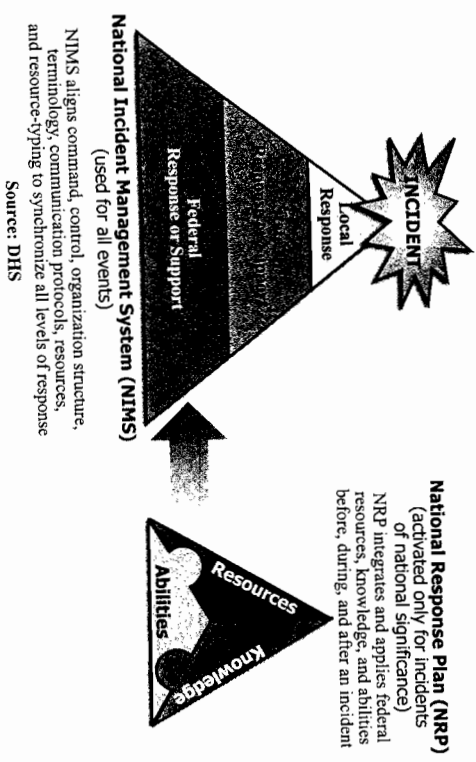 INCIDENT
Local
Response
Federal
Response or Support
National Incident Management System (NIMS)
(used for all events)
NIMS aligns command, control, organization structure,
terminology, communication protocols, resources,
and resource-typing to synchronize all levels of response
Source: DHS
National Response Plan (NRP)
(activated only for incidents
of national significance)
NRP integrates and applies federal
resources, knowledge, and abilities
before, during, and after an incident
Resources
Knowledge
Abilities